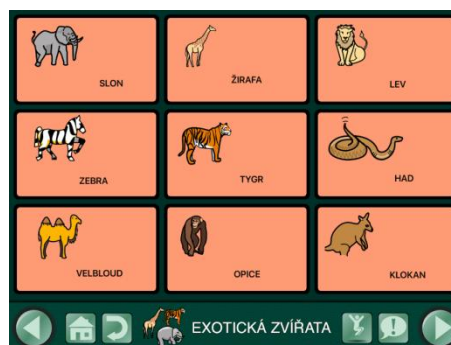 SLON
ŽIRAFA
LEV
ZEBRA
TYGR
HAD
VELBLOUD
OPICE
KLOKAN
EXOTICKÁ ZVÍŘATA